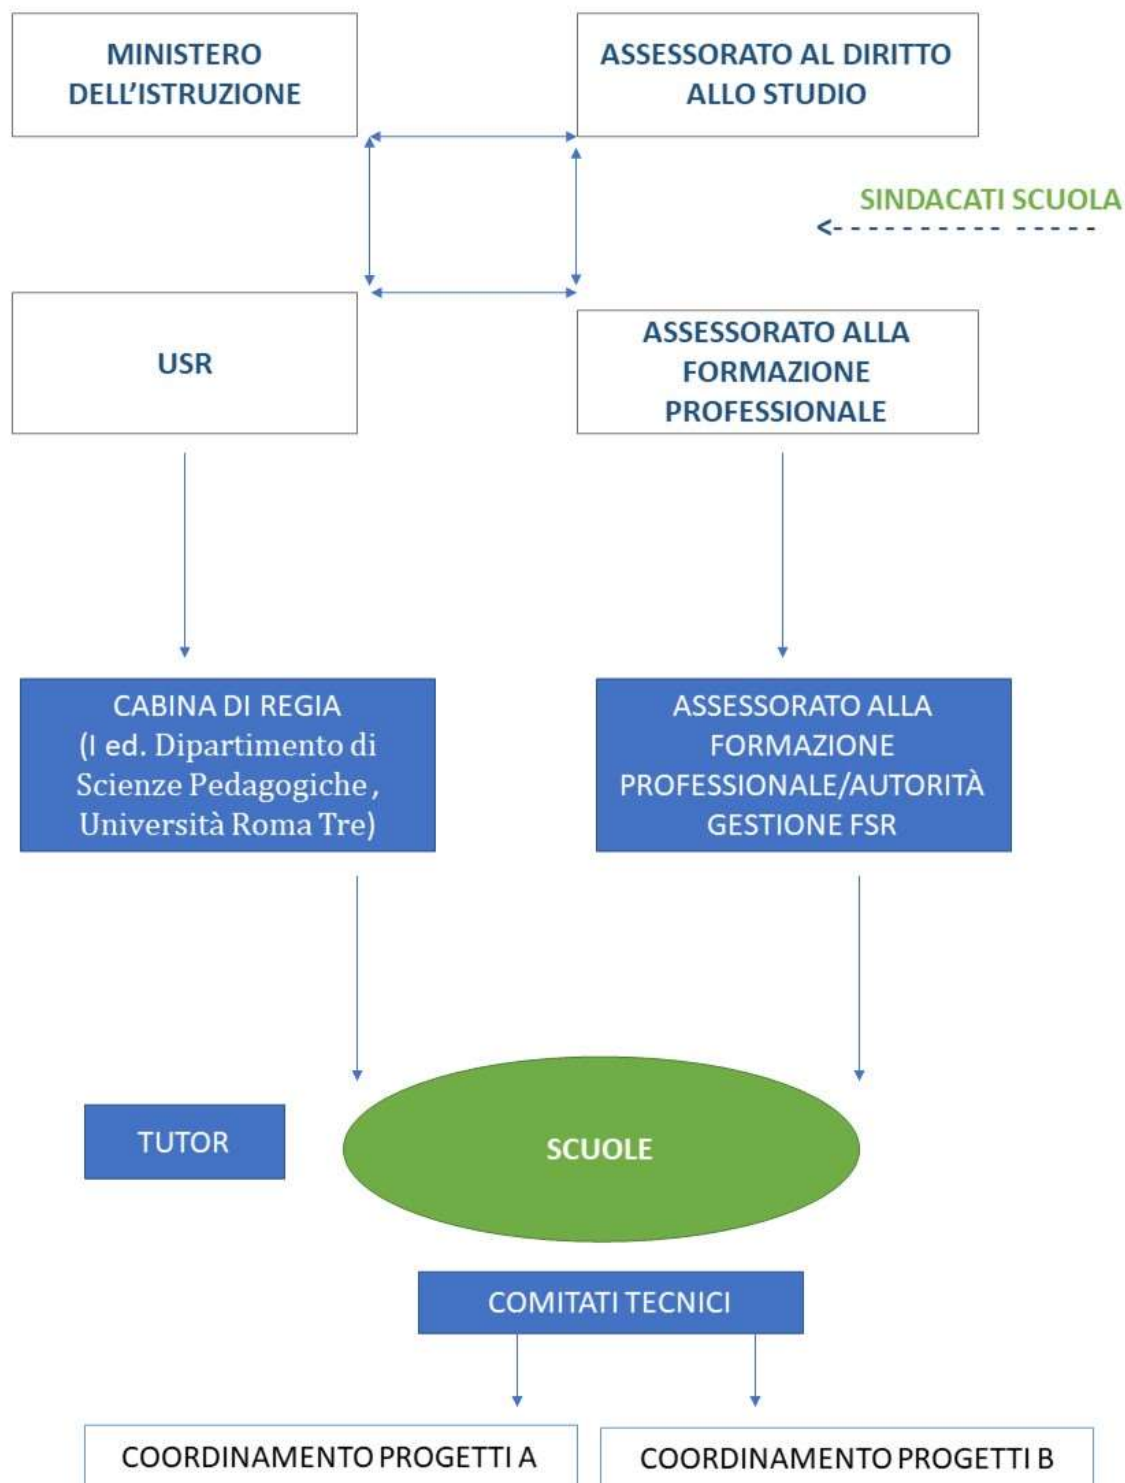 MINISTERO
DELL’ISTRUZIONE
ASSESSORATO AL DIRITTO
ALLO STUDIO
SINDACATI SCUOLA
USR
ASSESSORATO ALLA
FORMAZIONE
PROFESSIONALE
CABINA DI REGIA
(I ed. Dipartimento di
Scienze Pedagogiche ,
Università Roma Tre)
ASSESSORATO ALLA
FORMAZIONE
PROFESSIONALE/AUTORITÀ
GESTIONE FSR
TUTOR
SCUOLE
COMITATI TECNICI
COORDINAMENTO PROGETTI A
COORDINAMENTO PROGETTI B